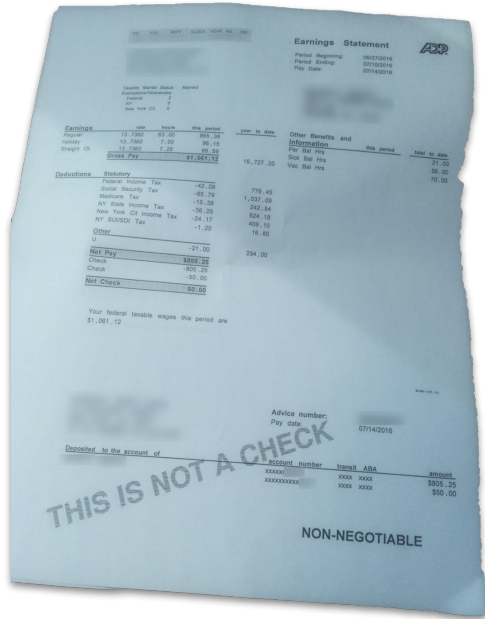 CO. FILE DEPT. CLOCK VCHR. NO. 030
Earnings Statement
ADP
Period Beginning: 06/27/2016
Period Ending: 07/10/2016
Pay Date: 07/14/2016
Taxable Marital Status: Married
Exemptions/Allowances:
Federal: 2
NY: 0
New York Cit: 0
Earnings rate hours this period year to date
Regular 13.7362 63.00 865.38
Holiday 13.7362 7.00 96.15
Straight Ot 13.7362 7.25 99.59
Gross Pay $1,061.12 16,727.20
Other Benefits and
Information this period total to date
Per Bal Hrs 21.00
Sick Bal Hrs 56.00
Vac Bal Hrs 70.00
Deductions Statutory
Federal Income Tax -42.00 779.45
Social Security Tax -65.79 1,037.09
Medicare Tax -15.38 242.54
NY State Income Tax -36.25 624.18
New York Cit Income Tax -24.17 409.10
NY SUI/SDI Tax -1.20 16.80
Other
U -21.00 294.00
Net Pay $855.25
Check -805.25
Check -50.00
Net Check $0.00
Your federal taxable wages this period are
$1,061.12
Advice number:
Pay date: 07/14/2016
Deposited to the account of account number transit ABA amount
xxxxxx xxxx xxxx $805.25
xxxxxxxxxx xxxx xxxx $50.00
THIS IS NOT A CHECK
NON-NEGOTIABLE